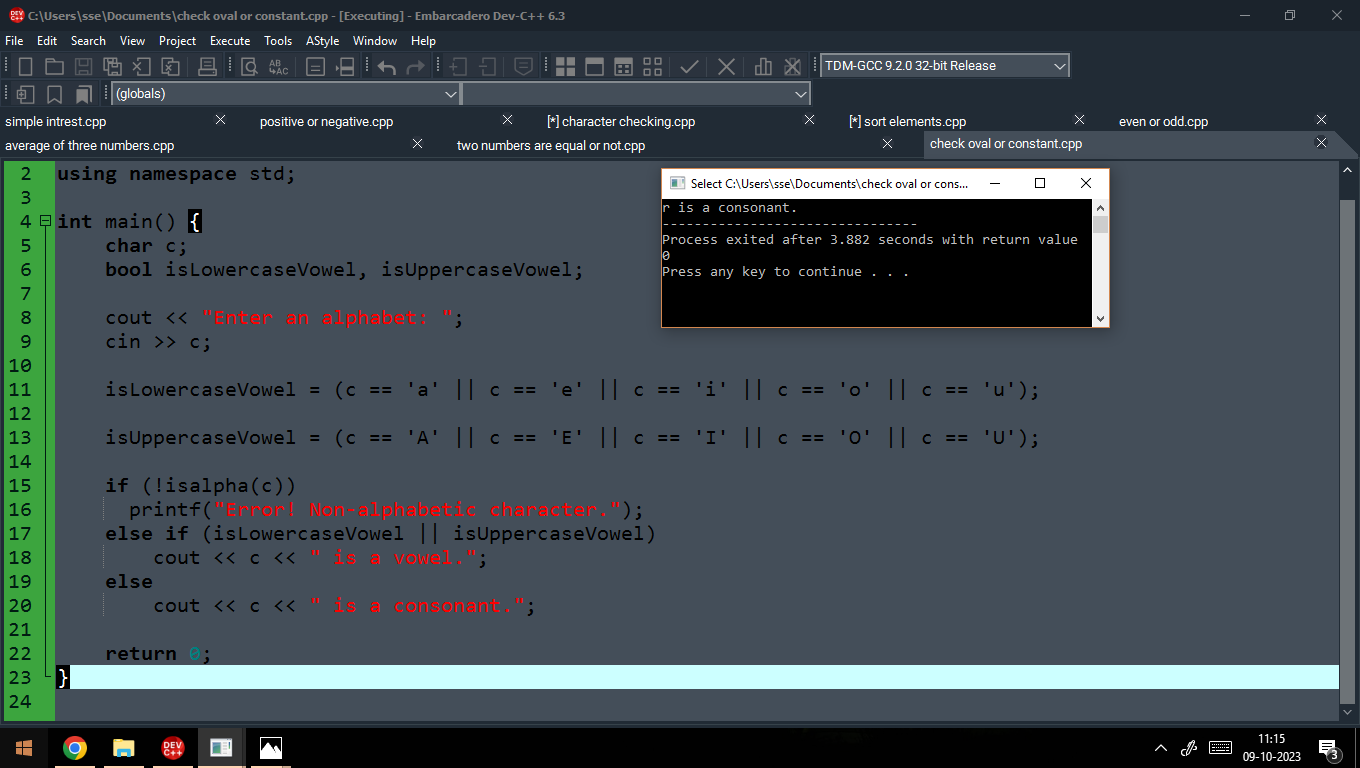 C:\Users\sse\Documents\check oval or constant.cpp - [Executing] - Embarcadero Dev-C++ 6.3
File Edit Search View Project Execute Tools AStyle Window Help
TDM-GCC 9.2.0 32-bit Release
(globals)
simple intrest.cpp positive or negative.cpp [*] character checking.cpp [*] sort elements.cpp even or odd.cpp
average of three numbers.cpp two numbers are equal or not.cpp check oval or constant.cpp
2 using namespace std;
3
4 int main() {
5 char c;
6 bool isLowercaseVowel, isUppercaseVowel;
7
8 cout << "Enter an alphabet: ";
9 cin >> c;
10
11 isLowercaseVowel = (c == 'a' || c == 'e' || c == 'i' || c == 'o' || c == 'u');
12
13 isUppercaseVowel = (c == 'A' || c == 'E' || c == 'I' || c == 'O' || c == 'U');
14
15 if (!isalpha(c))
16 printf("Error! Non-alphabetic character.");
17 else if (isLowercaseVowel || isUppercaseVowel)
18 cout << c << " is a vowel.";
19 else
20 cout << c << " is a consonant.";
21
22 return 0;
23 }
24
Select C:\Users\sse\Documents\check oval or cons...
r is a consonant.
--------------------------------
Process exited after 3.882 seconds with return value
0
Press any key to continue . . .
DEV C++
11:15
09-10-2023
3